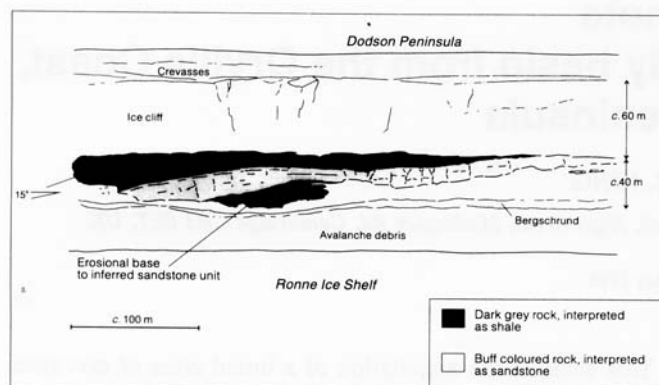 Dodson Peninsula
Crevasses
Ice cliff
c. 60 m
c. 40 m
15°
Bergschrund
Avalanche debris
Erosional base
to inferred sandstone unit
Ronne Ice Shelf
c. 100 m
Dark grey rock, interpreted
as shale
Buff coloured rock, interpreted
as sandstone